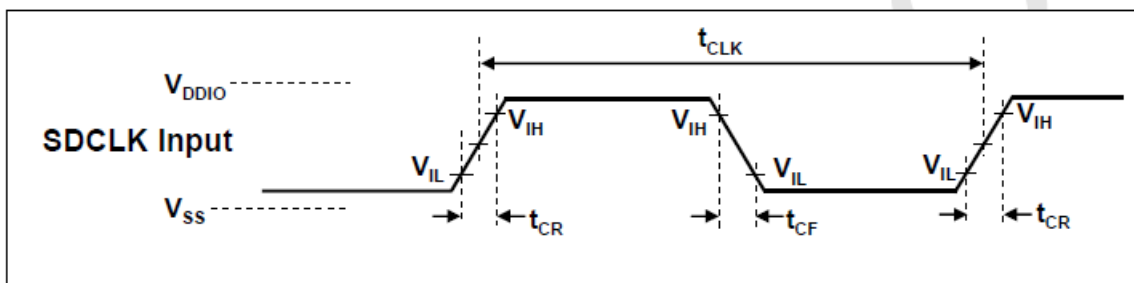 tCLK
VDDIO
SDCLK Input
VIH
VIH
VIH
VIL
VIL
VIL
VSS
tCR
tCF
tCR